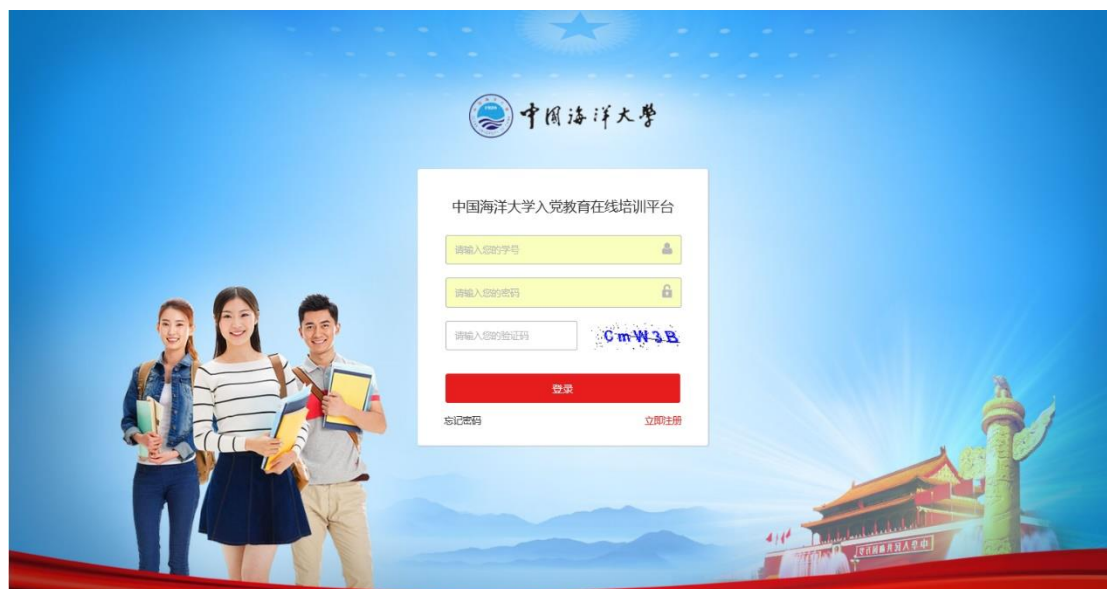 中国海洋大学
中国海洋大学入党教育在线培训平台
请输入您的学号
请输入您的密码
请输入您的验证码
CmW3B
登录
忘记密码
立即注册